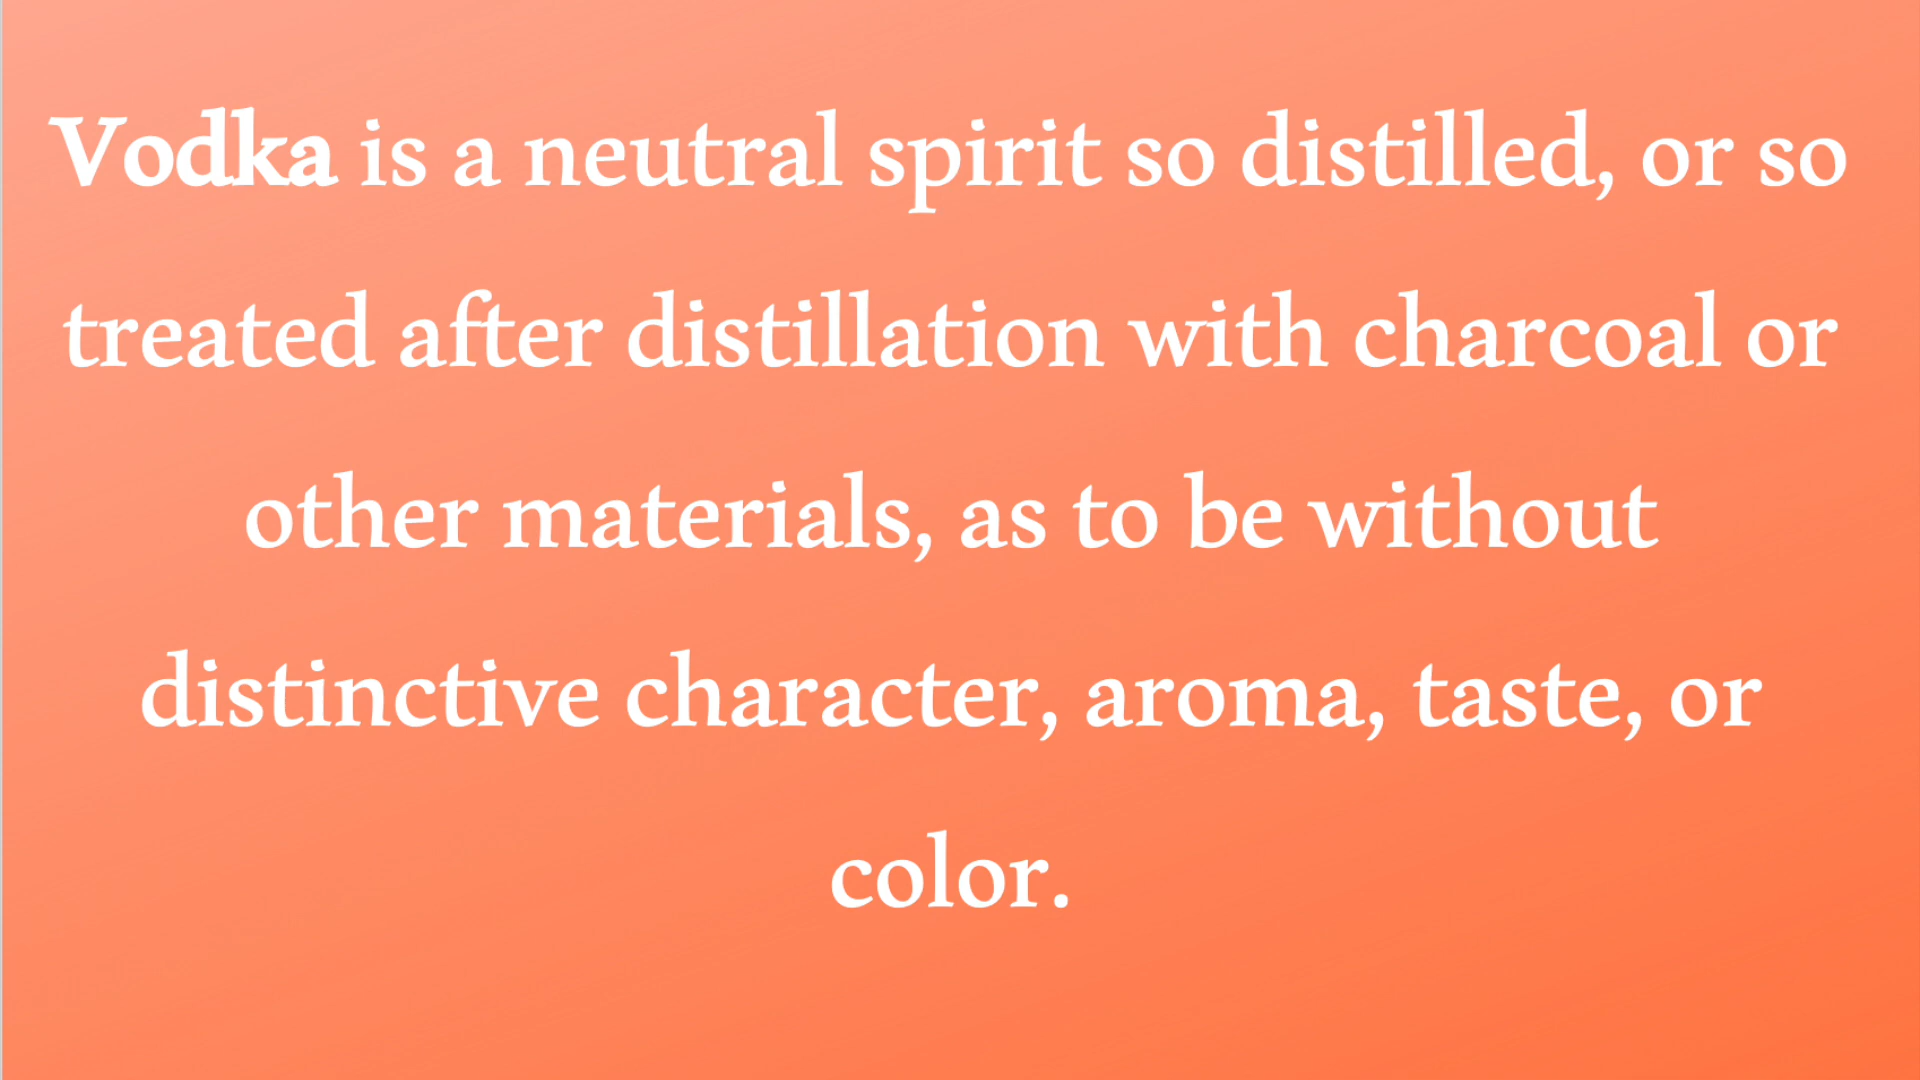 Vodka is a neutral spirit so distilled, or so
treated after distillation with charcoal or
other materials, as to be without
distinctive character, aroma, taste, or
color.